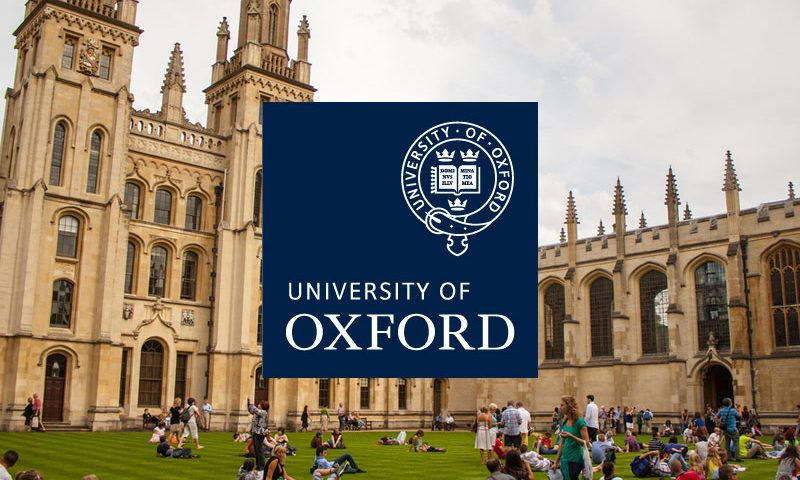 UNIVERSITY · OF · OXFORD
DOMI MINA
NVS TIO
ILLV MEA
UNIVERSITY OF
OXFORD